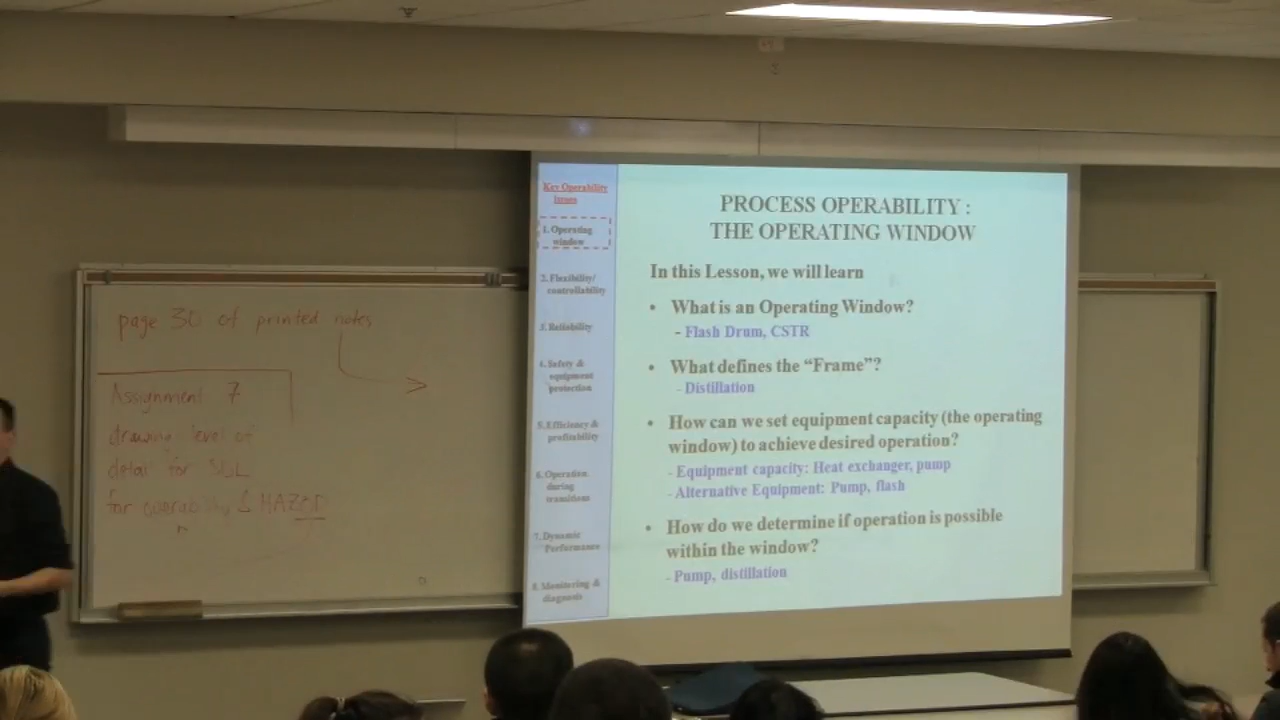 page 30 of printed notes
Assignment 7
drawing level of
detail for
for operability & HAZOP
Key Operability
Issues
1. Operating
window
2. Flexibility/
controllability
3. Reliability
4. Safety &
equipment
protection
5. Efficiency &
profitability
6. Operation
during
transitions
7. Dynamic
Performance
8. Monitoring &
diagnosis
PROCESS OPERABILITY :
THE OPERATING WINDOW
In this Lesson, we will learn
• What is an Operating Window?
- Flash Drum, CSTR
• What defines the “Frame”?
- Distillation
• How can we set equipment capacity (the operating
window) to achieve desired operation?
- Equipment capacity: Heat exchanger, pump
- Alternative Equipment: Pump, flash
• How do we determine if operation is possible
within the window?
- Pump, distillation